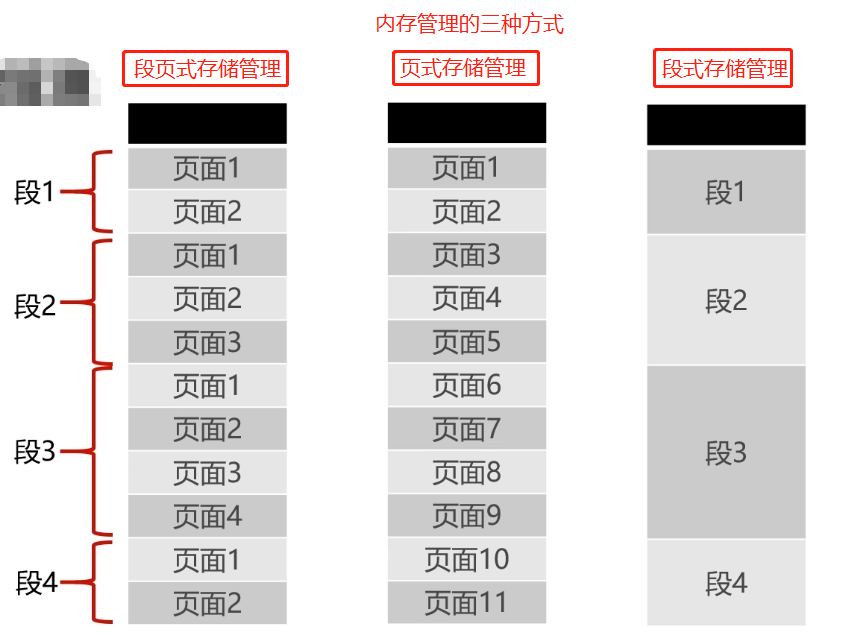 内存管理的三种方式
段页式存储管理
页式存储管理
段式存储管理
段1
页面1
页面2
段2
页面1
页面2
页面3
段3
页面1
页面2
页面3
页面4
段4
页面1
页面2
页面1
页面2
页面3
页面4
页面5
页面6
页面7
页面8
页面9
页面10
页面11
段1
段2
段3
段4